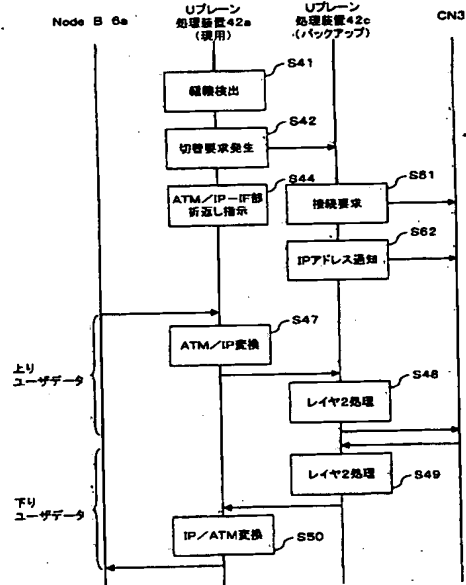 Node B 6a
Uプレーン
処理装置42a
(現用)
Uプレーン
処理装置42c
(バックアップ)
CN3
輻輳検出
S41
切替要求発生
S42
ATM/IP-IF部
折返し指示
S44
接続要求
S61
IPアドレス通知
S62
ATM/IP変換
S47
上り
ユーザデータ
レイヤ2処理
S48
レイヤ2処理
S49
下り
ユーザデータ
IP/ATM変換
S50